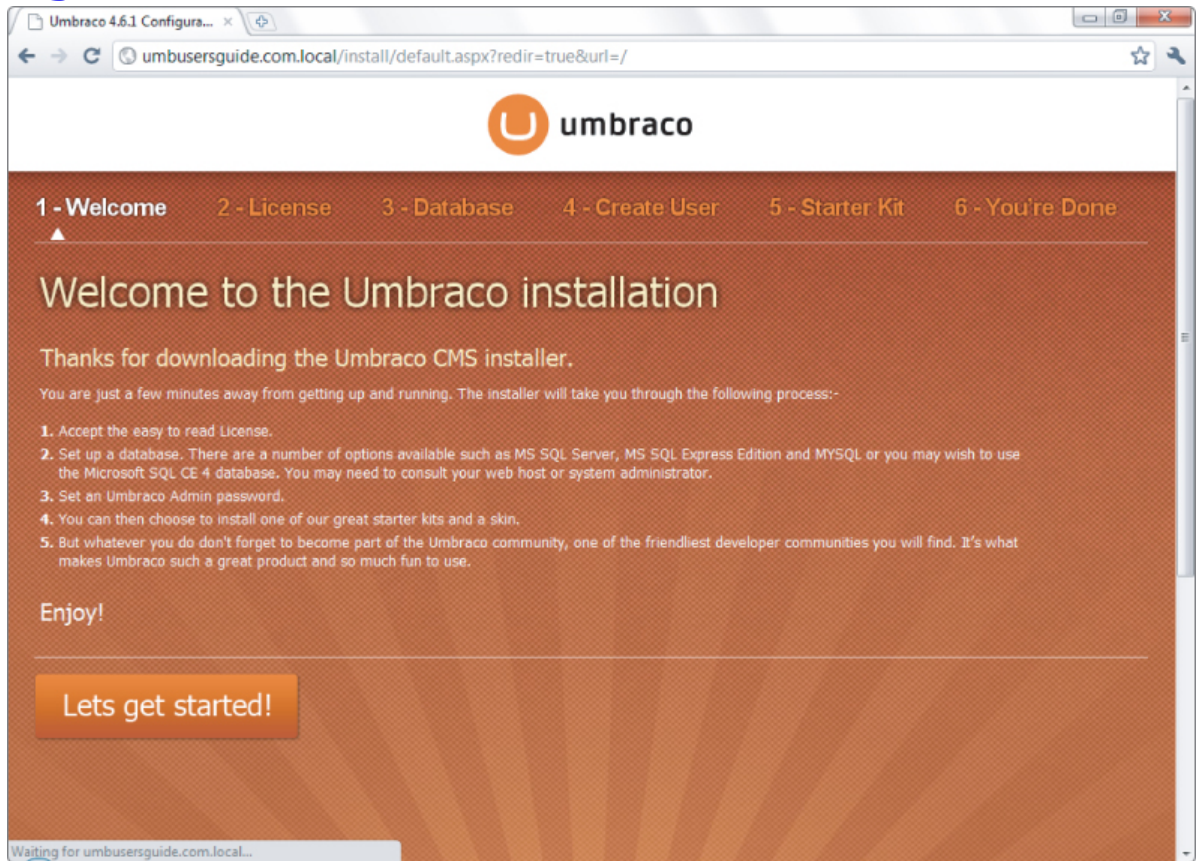 Umbraco 4.6.1 Configura...
umbusersguide.com.local/install/default.aspx?redir=true&url=/
umbraco
1 - Welcome 2 - License 3 - Database 4 - Create User 5 - Starter Kit 6 - You're Done
Welcome to the Umbraco installation
Thanks for downloading the Umbraco CMS installer.
You are just a few minutes away from getting up and running. The installer will take you through the following process:-
1. Accept the easy to read License.
2. Set up a database. There are a number of options available such as MS SQL Server, MS SQL Express Edition and MYSQL or you may wish to use
the Microsoft SQL CE 4 database. You may need to consult your web host or system administrator.
3. Set an Umbraco Admin password.
4. You can then choose to install one of our great starter kits and a skin.
5. But whatever you do don't forget to become part of the Umbraco community, one of the friendliest developer communities you will find. It's what
makes Umbraco such a great product and so much fun to use.
Enjoy!
Lets get started!
Waiting for umbusersguide.com.local...